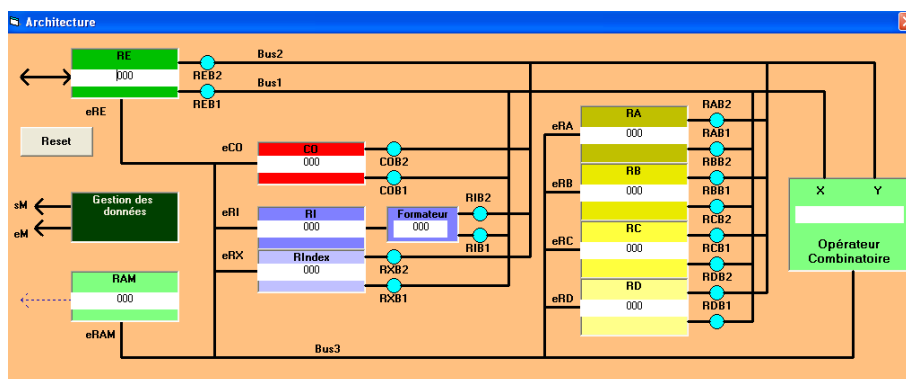 Architecture
RE
000
REB2
REB1
Bus2
Bus1
eRE
Reset
eCO
CO
000
COB2
COB1
sM
eM
Gestion des
données
eRI
RI
000
Formateur
000
RIB2
RIB1
eRX
RIndex
000
RXB2
RXB1
RAM
000
eRAM
Bus3
eRA
RA
000
RAB2
RAB1
eRB
RB
000
RBB2
RBB1
eRC
RC
000
RCB2
RCB1
eRD
RD
000
RDB2
RDB1
X Y
Opérateur
Combinatoire